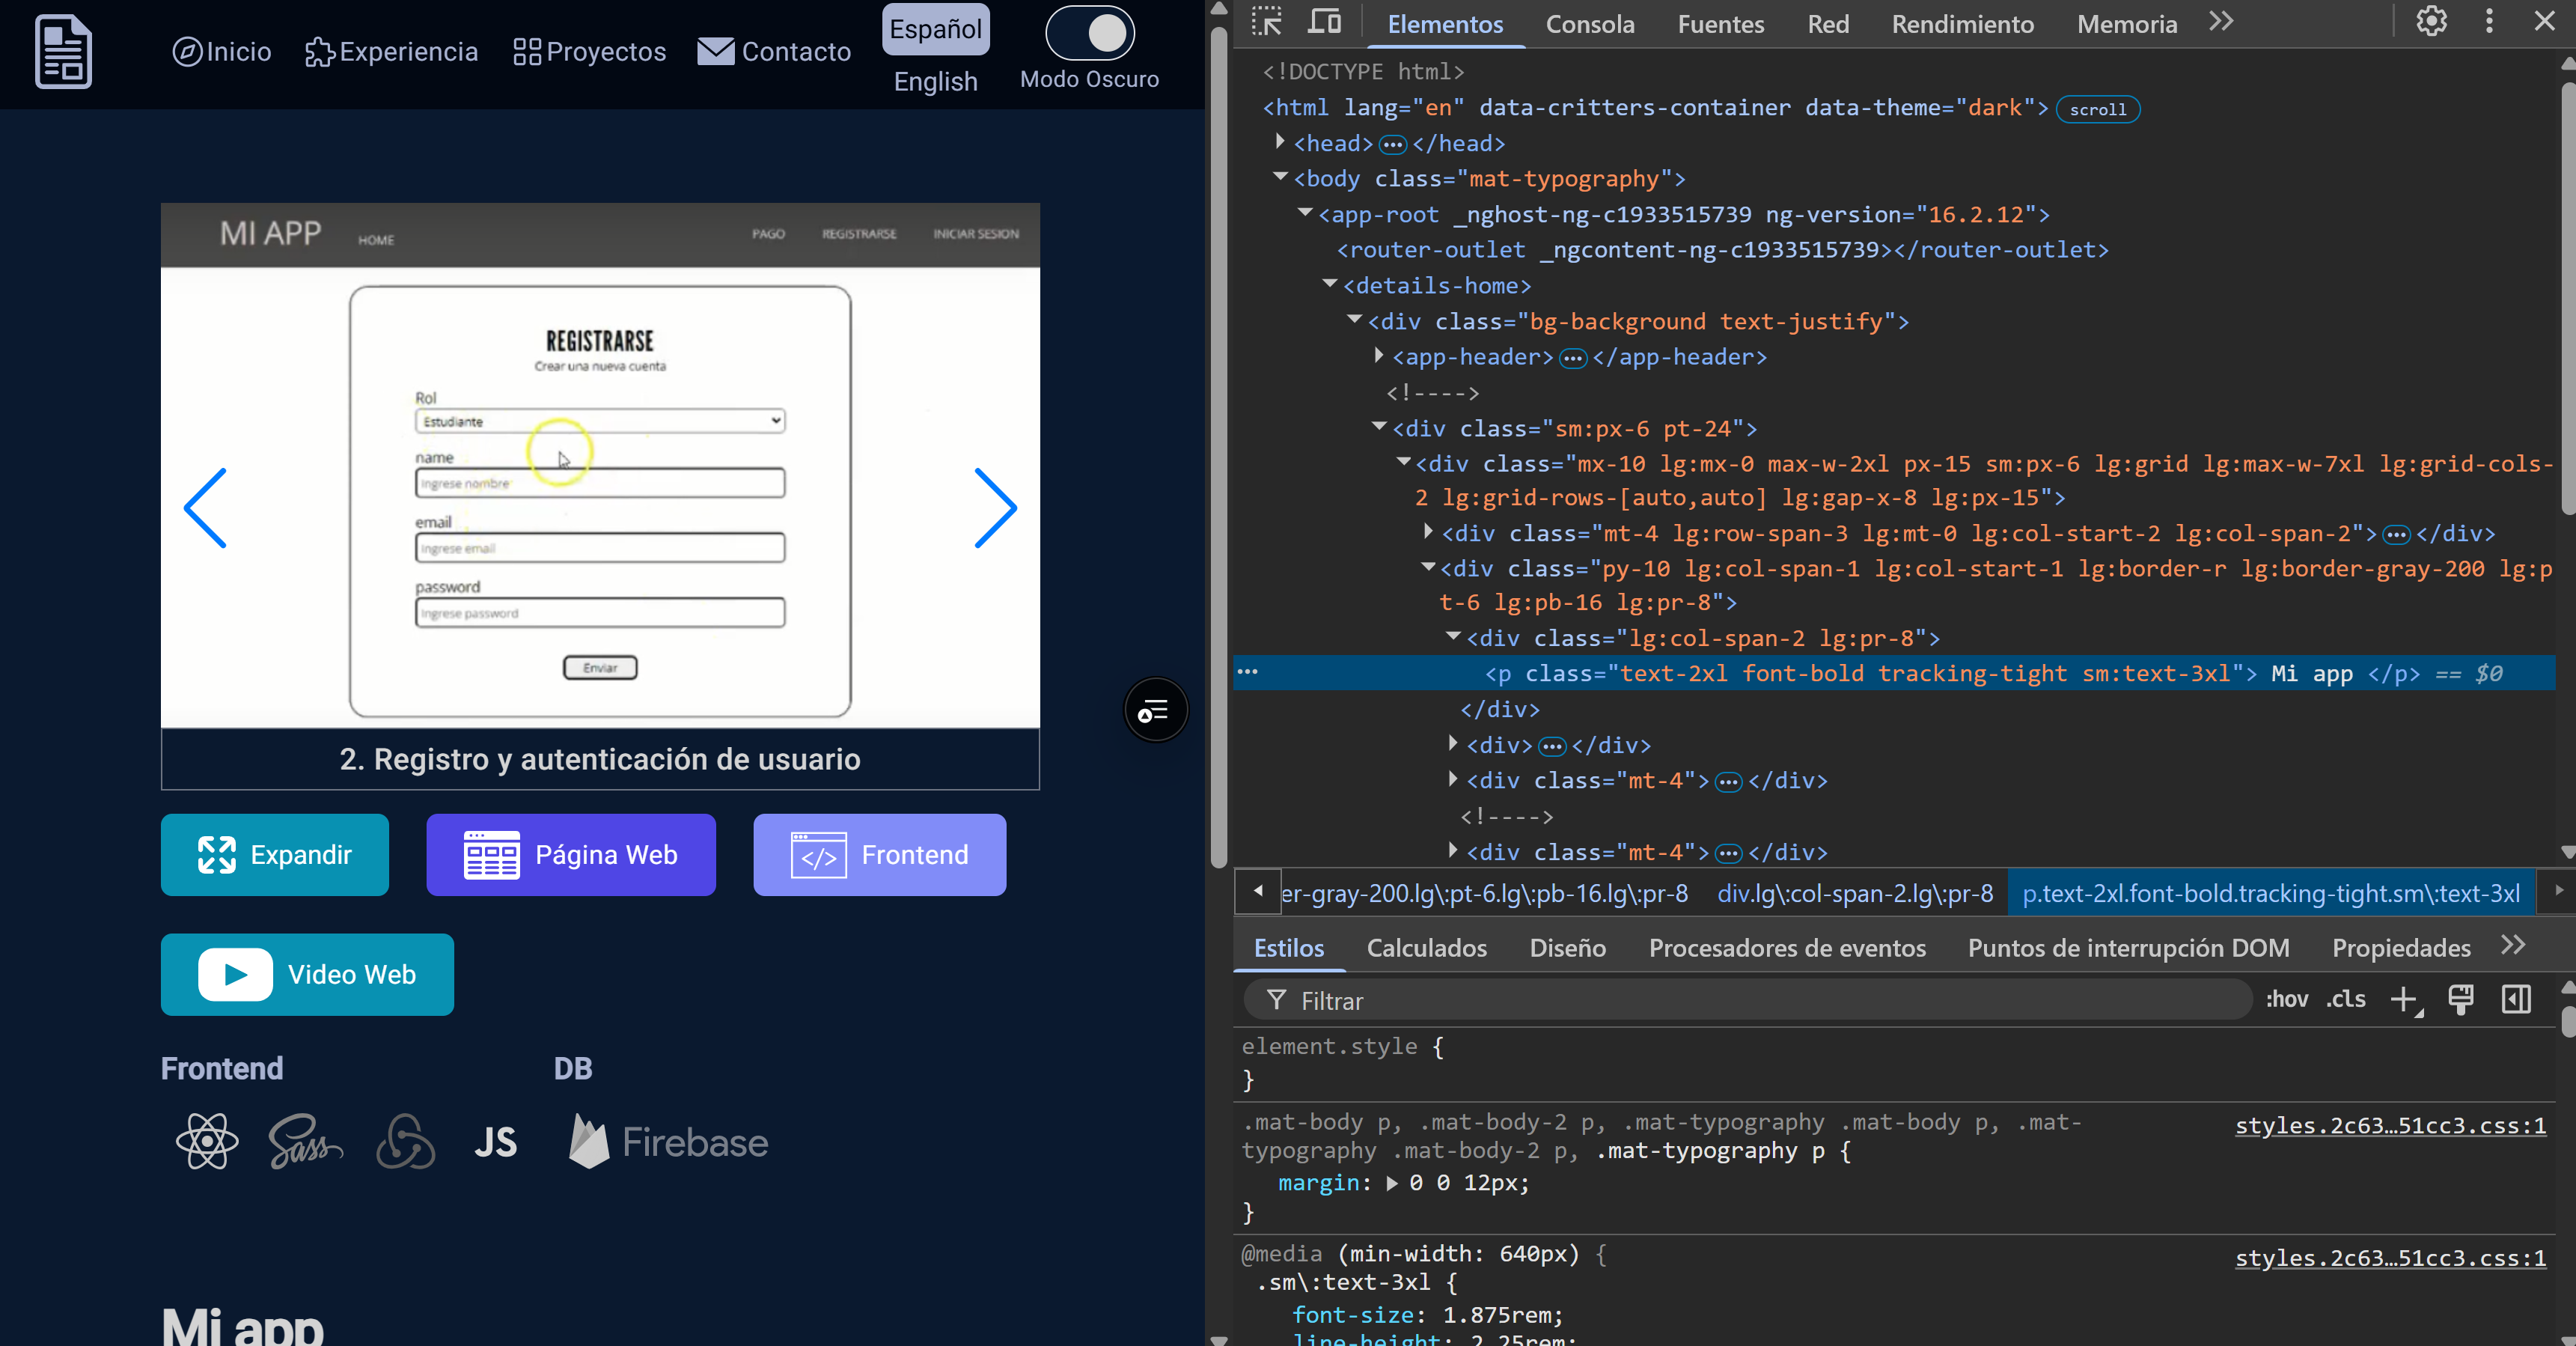 Inicio
Experiencia
Proyectos
Contacto
Español
English
Modo Oscuro
MI APP
HOME
PAGO
REGISTRARSE
INICIAR SESION
REGISTRARSE
Crear una nueva cuenta
Rol
Estudiante
name
Ingrese nombre
email
Ingrese email
password
Ingrese password
Enviar
2. Registro y autenticación de usuario
Expandir
Página Web
</> Frontend
Video Web
Frontend
DB
Sass
JS
Firebase
Mi app
Elementos Consola Fuentes Red Rendimiento Memoria
<!DOCTYPE html>
<html lang="en" data-critters-container data-theme="dark"> scroll
<head>…</head>
<body class="mat-typography">
<app-root _nghost-ng-c1933515739 ng-version="16.2.12">
<router-outlet _ngcontent-ng-c1933515739></router-outlet>
<details-home>
<div class="bg-background text-justify">
<app-header>…</app-header>
<!---->
<div class="sm:px-6 pt-24">
<div class="mx-10 lg:mx-0 max-w-2xl px-15 sm:px-6 lg:grid lg:max-w-7xl lg:grid-cols-
2 lg:grid-rows-[auto,auto] lg:gap-x-8 lg:px-15">
<div class="mt-4 lg:row-span-3 lg:mt-0 lg:col-start-2 lg:col-span-2">…</div>
<div class="py-10 lg:col-span-1 lg:col-start-1 lg:border-r lg:border-gray-200 lg:p
t-6 lg:pb-16 lg:pr-8">
<div class="lg:col-span-2 lg:pr-8">
… <p class="text-2xl font-bold tracking-tight sm:text-3xl"> Mi app </p> == $0
</div>
<div>…</div>
<div class="mt-4">…</div>
<!---->
<div class="mt-4">…</div>
er-gray-200.lg\:pt-6.lg\:pb-16.lg\:pr-8 div.lg\:col-span-2.lg\:pr-8 p.text-2xl.font-bold.tracking-tight.sm\:text-3xl
Estilos Calculados Diseño Procesadores de eventos Puntos de interrupción DOM Propiedades
Filtrar :hov .cls
element.style {
}
.mat-body p, .mat-body-2 p, .mat-typography .mat-body p, .mat- styles.2c63…51cc3.css:1
typography .mat-body-2 p, .mat-typography p {
margin: 0 0 12px;
}
@media (min-width: 640px) { styles.2c63…51cc3.css:1
.sm\:text-3xl {
font-size: 1.875rem;
line-height: 2.25rem;